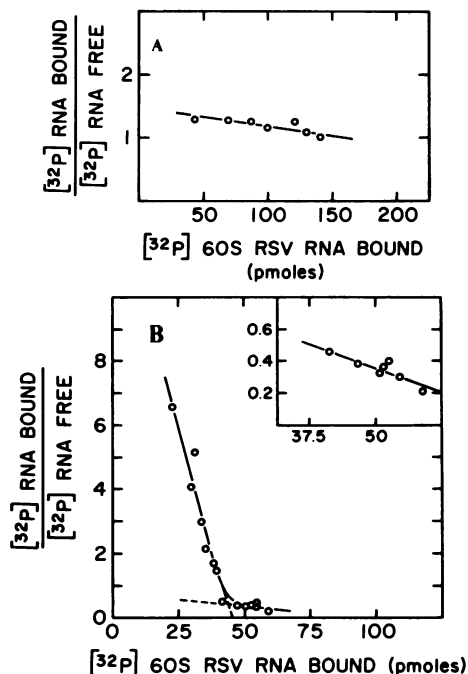 A
[³²P] RNA BOUND
[³²P] RNA FREE
2
1
50 100 150 200
[³²P] 60S RSV RNA BOUND
(pmoles)
B
[³²P] RNA BOUND
[³²P] RNA FREE
8
6
4
2
0
0 25 50 75 100
0.6
0.4
0.2
37.5 50
[³²P] 60S RSV RNA BOUND (pmoles)